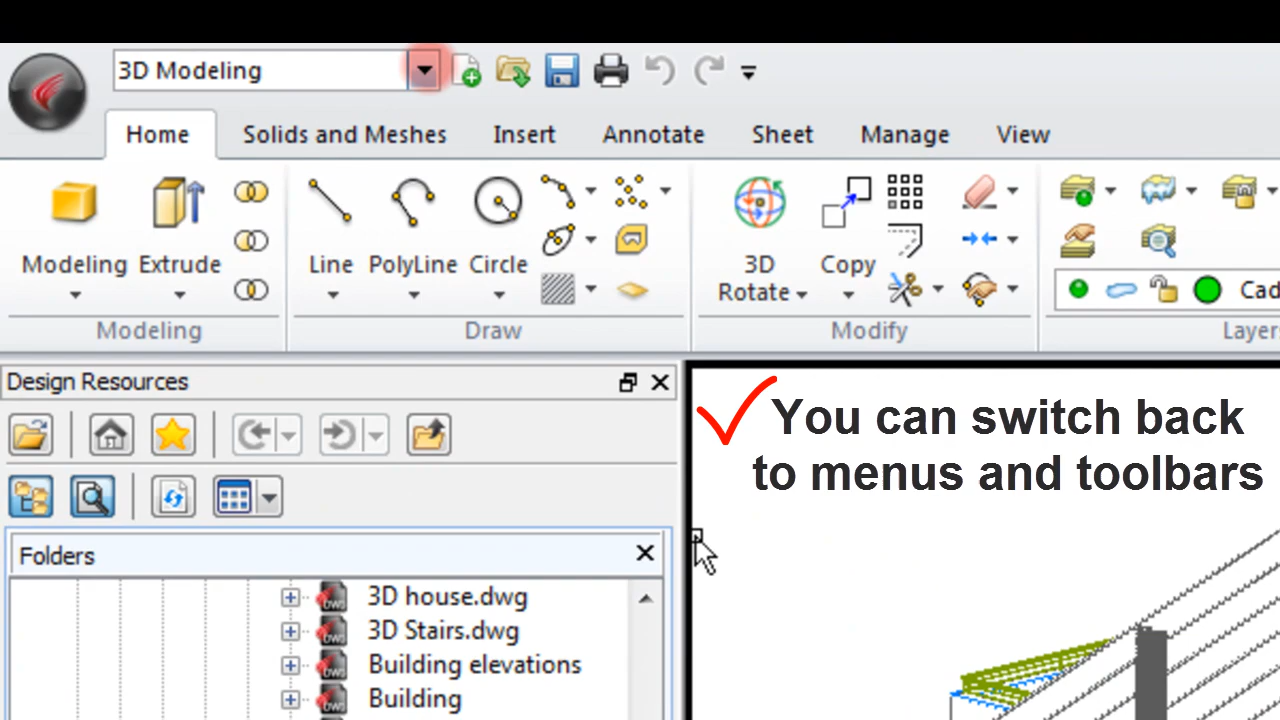 3D Modeling
Home Solids and Meshes Insert Annotate Sheet Manage View
Modeling Extrude Line PolyLine Circle 3D Rotate Copy
Cad
Modeling Draw Modify Layer
Design Resources
You can switch back
to menus and toolbars
Folders
3D house.dwg
3D Stairs.dwg
Building elevations
Building